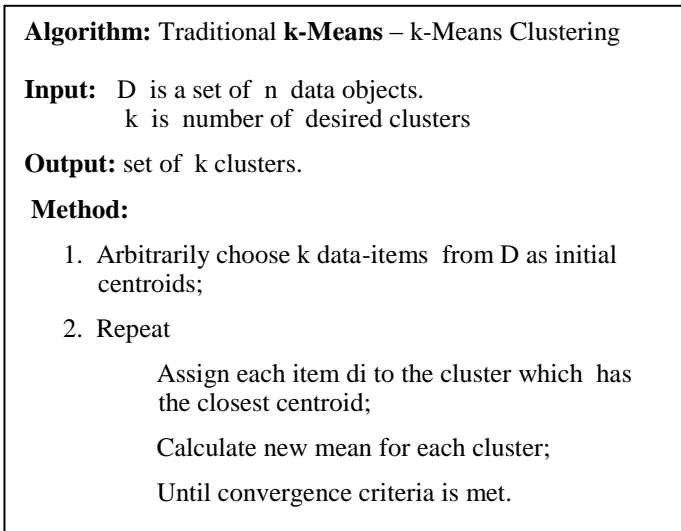 Algorithm: Traditional k-Means – k-Means Clustering
Input: D is a set of n data objects.
k is number of desired clusters
Output: set of k clusters.
Method:
1. Arbitrarily choose k data-items from D as initial
centroids;
2. Repeat
Assign each item di to the cluster which has
the closest centroid;
Calculate new mean for each cluster;
Until convergence criteria is met.